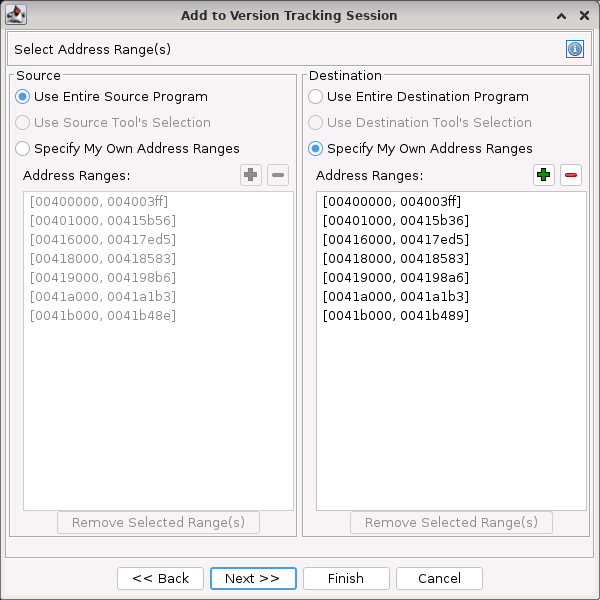 Add to Version Tracking Session
Select Address Range(s)
Source
Use Entire Source Program
Use Source Tool's Selection
Specify My Own Address Ranges
Address Ranges:
[00400000, 004003ff]
[00401000, 00415b56]
[00416000, 00417ed5]
[00418000, 00418583]
[00419000, 004198b6]
[0041a000, 0041a1b3]
[0041b000, 0041b48e]
Remove Selected Range(s)
Destination
Use Entire Destination Program
Use Destination Tool's Selection
Specify My Own Address Ranges
Address Ranges:
[00400000, 004003ff]
[00401000, 00415b36]
[00416000, 00417ed5]
[00418000, 00418583]
[00419000, 004198a6]
[0041a000, 0041a1b3]
[0041b000, 0041b489]
Remove Selected Range(s)
<< Back
Next >>
Finish
Cancel